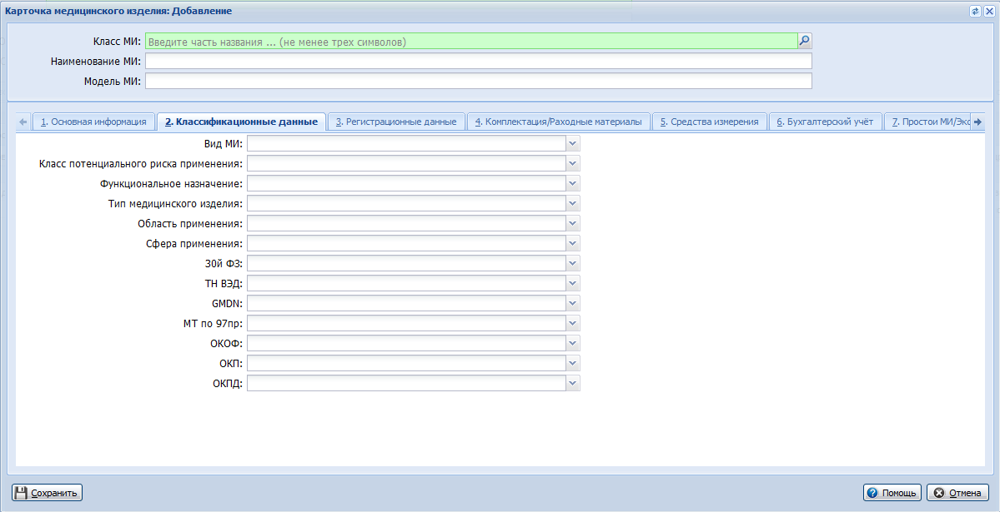 Карточка медицинского изделия: Добавление
Класс МИ: Введите часть названия ... (не менее трех символов)
Наименование МИ:
Модель МИ:
1. Основная информация 2. Классификационные данные 3. Регистрационные данные 4. Комплектация/Раходные материалы 5. Средства измерения 6. Бухгалтерский учёт 7. Простои МИ/Экс
Вид МИ:
Класс потенциального риска применения:
Функциональное назначение:
Тип медицинского изделия:
Область применения:
Сфера применения:
30й ФЗ:
ТН ВЭД:
GMDN:
МТ по 97пр:
ОКОФ:
ОКП:
ОКПД:
Сохранить Помощь Отмена